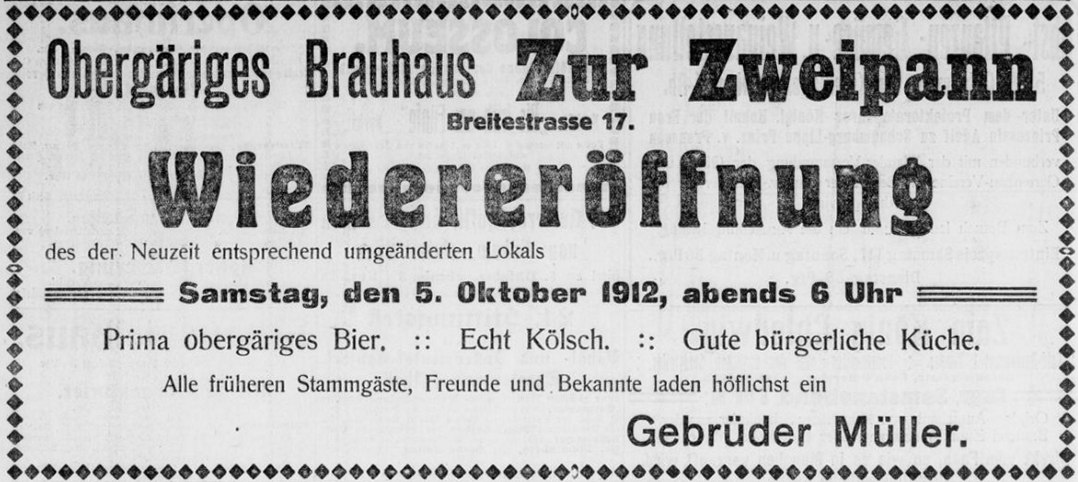 Obergäriges Brauhaus Zur Zweipann
Breitestrasse 17.
Wiedereröffnung
des der Neuzeit entsprechend umgeänderten Lokals
Samstag, den 5. Oktober 1912, abends 6 Uhr
Prima obergäriges Bier. :: Echt Kölsch. :: Gute bürgerliche Küche.
Alle früheren Stammgäste, Freunde und Bekannte laden höflichst ein
Gebrüder Müller.